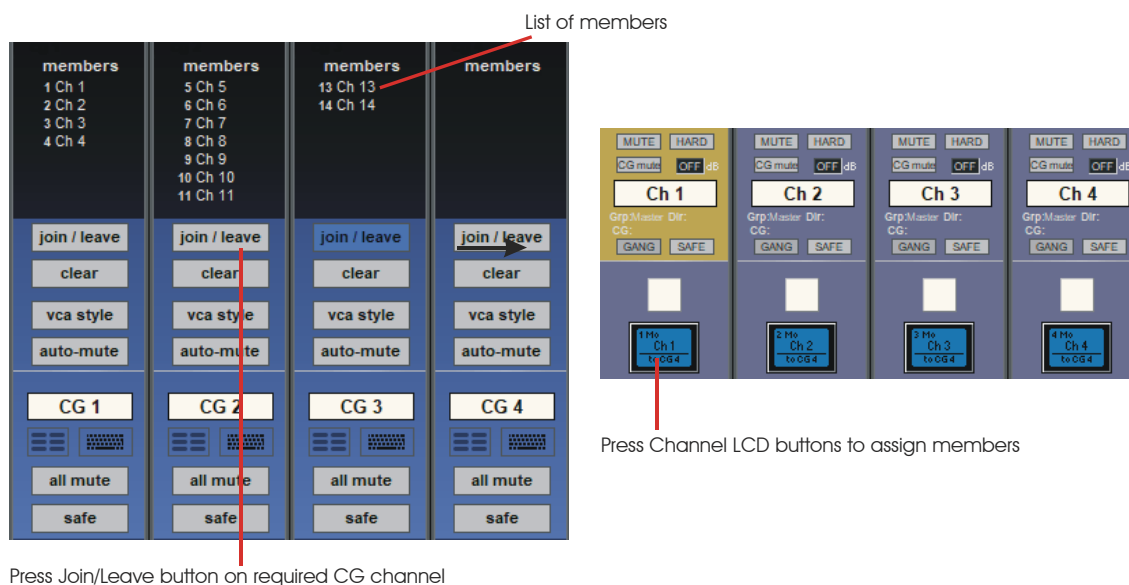 List of members
members
1 Ch 1
2 Ch 2
3 Ch 3
4 Ch 4
join / leave
clear
vca style
auto-mute
CG 1
all mute
safe
members
5 Ch 5
6 Ch 6
7 Ch 7
8 Ch 8
9 Ch 9
10 Ch 10
11 Ch 11
join / leave
clear
vca style
auto-mute
CG 2
all mute
safe
members
13 Ch 13
14 Ch 14
join / leave
clear
vca style
auto-mute
CG 3
all mute
safe
members
join / leave
clear
vca style
auto-mute
CG 4
all mute
safe
Press Join/Leave button on required CG channel
MUTE HARD
CG mute OFF dB
Ch 1
Grp:Master Dir:
CG:
GANG SAFE
1 Mo
Ch 1
to CG 4
MUTE HARD
CG mute OFF dB
Ch 2
Grp:Master Dir:
CG:
GANG SAFE
2 Mo
Ch 2
to CG 4
MUTE HARD
CG mute OFF dB
Ch 3
Grp:Master Dir:
CG:
GANG SAFE
3 Mo
Ch 3
to CG 4
MUTE HARD
CG mute OFF dB
Ch 4
Grp:Master Dir:
CG:
GANG SAFE
4 Mo
Ch 4
to CG 4
Press Channel LCD buttons to assign members